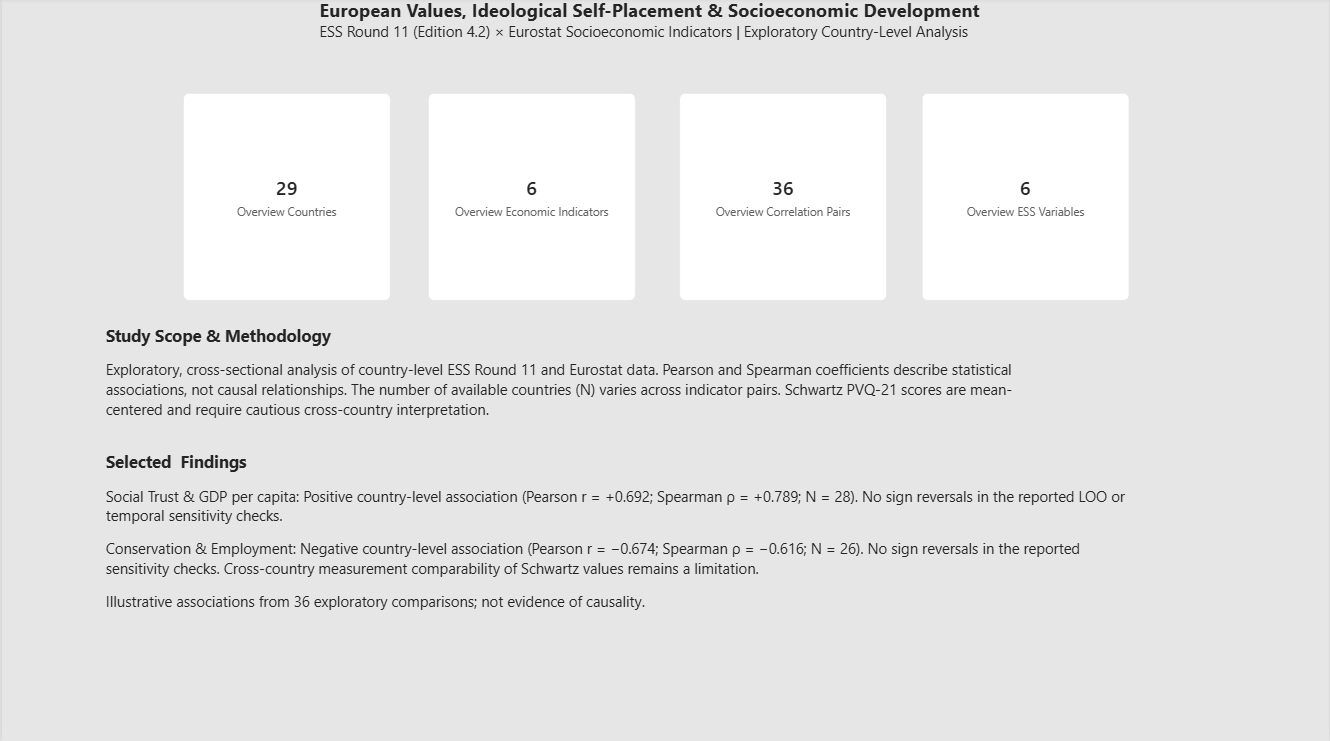 European Values, Ideological Self-Placement & Socioeconomic Development
ESS Round 11 (Edition 4.2) × Eurostat Socioeconomic Indicators | Exploratory Country-Level Analysis
29
Overview Countries
6
Overview Economic Indicators
36
Overview Correlation Pairs
6
Overview ESS Variables
Study Scope & Methodology
Exploratory, cross-sectional analysis of country-level ESS Round 11 and Eurostat data. Pearson and Spearman coefficients describe statistical
associations, not causal relationships. The number of available countries (N) varies across indicator pairs. Schwartz PVQ-21 scores are mean-
centered and require cautious cross-country interpretation.
Selected  Findings
Social Trust & GDP per capita: Positive country-level association (Pearson r = +0.692; Spearman ρ = +0.789; N = 28). No sign reversals in the reported LOO or
temporal sensitivity checks.
Conservation & Employment: Negative country-level association (Pearson r = −0.674; Spearman ρ = −0.616; N = 26). No sign reversals in the reported
sensitivity checks. Cross-country measurement comparability of Schwartz values remains a limitation.
Illustrative associations from 36 exploratory comparisons; not evidence of causality.